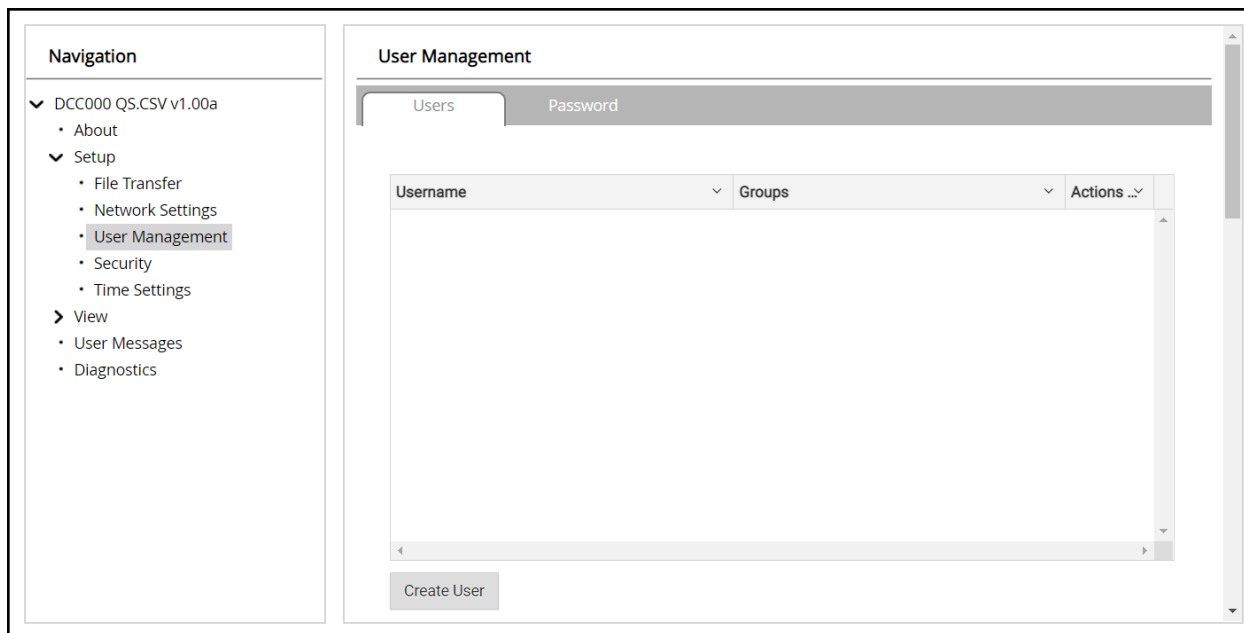 Navigation
DCC000 QS.CSV v1.00a
About
Setup
File Transfer
Network Settings
User Management
Security
Time Settings
View
User Messages
Diagnostics
User Management
Users Password
Username Groups Actions ...
Create User